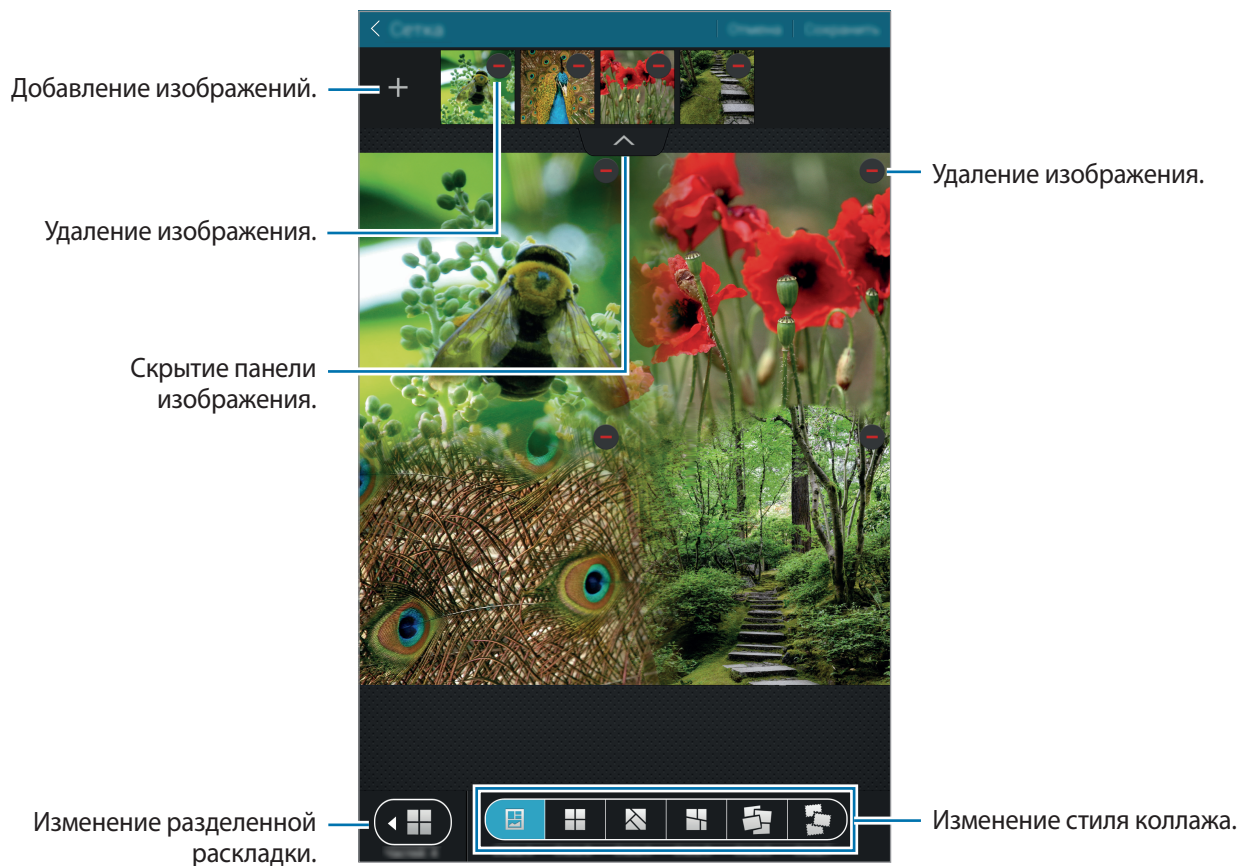 Сетка
Отмена
Сохранить
Добавление изображений.
Удаление изображения.
Удаление изображения.
Скрытие панели
изображения.
Изменение разделенной
раскладки.
Изменение стиля коллажа.